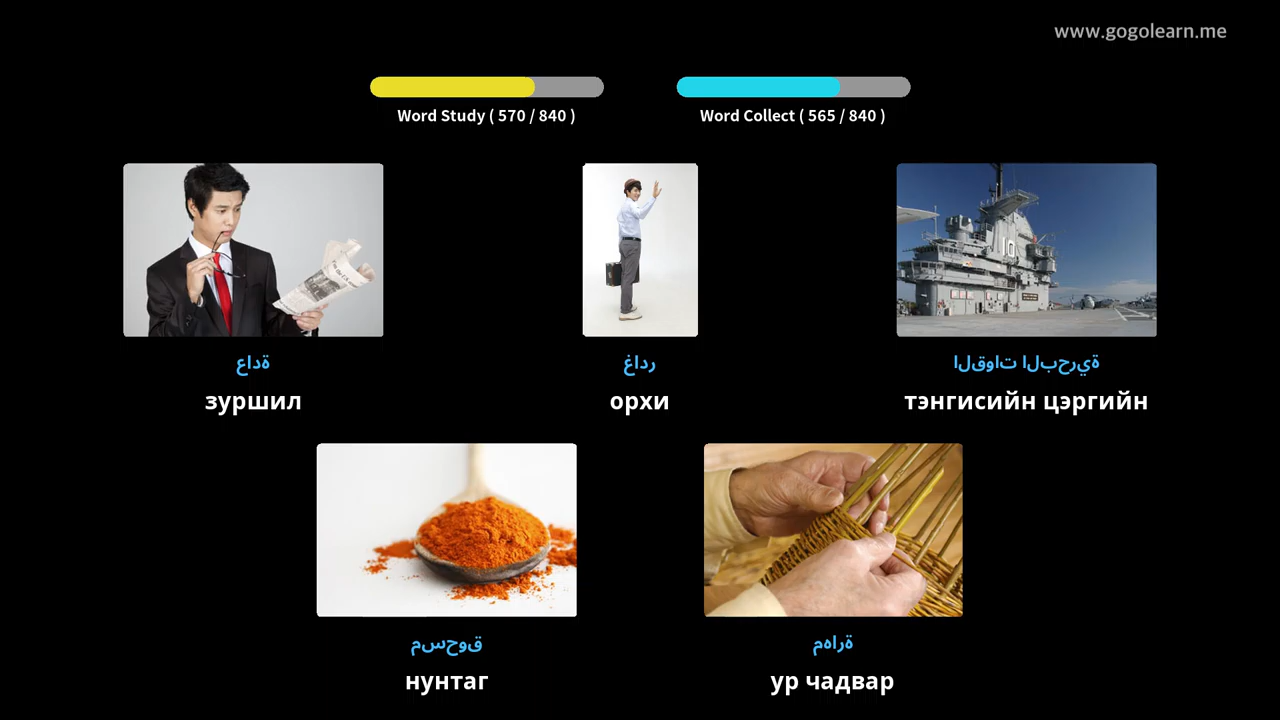 www.gogolearn.me
Word Study ( 570 / 840 )
Word Collect ( 565 / 840 )
عادة
зуршил
غادر
орхи
القوات البحرية
тэнгисийн цэргийн
مسحوق
нунтаг
مهارة
ур чадвар